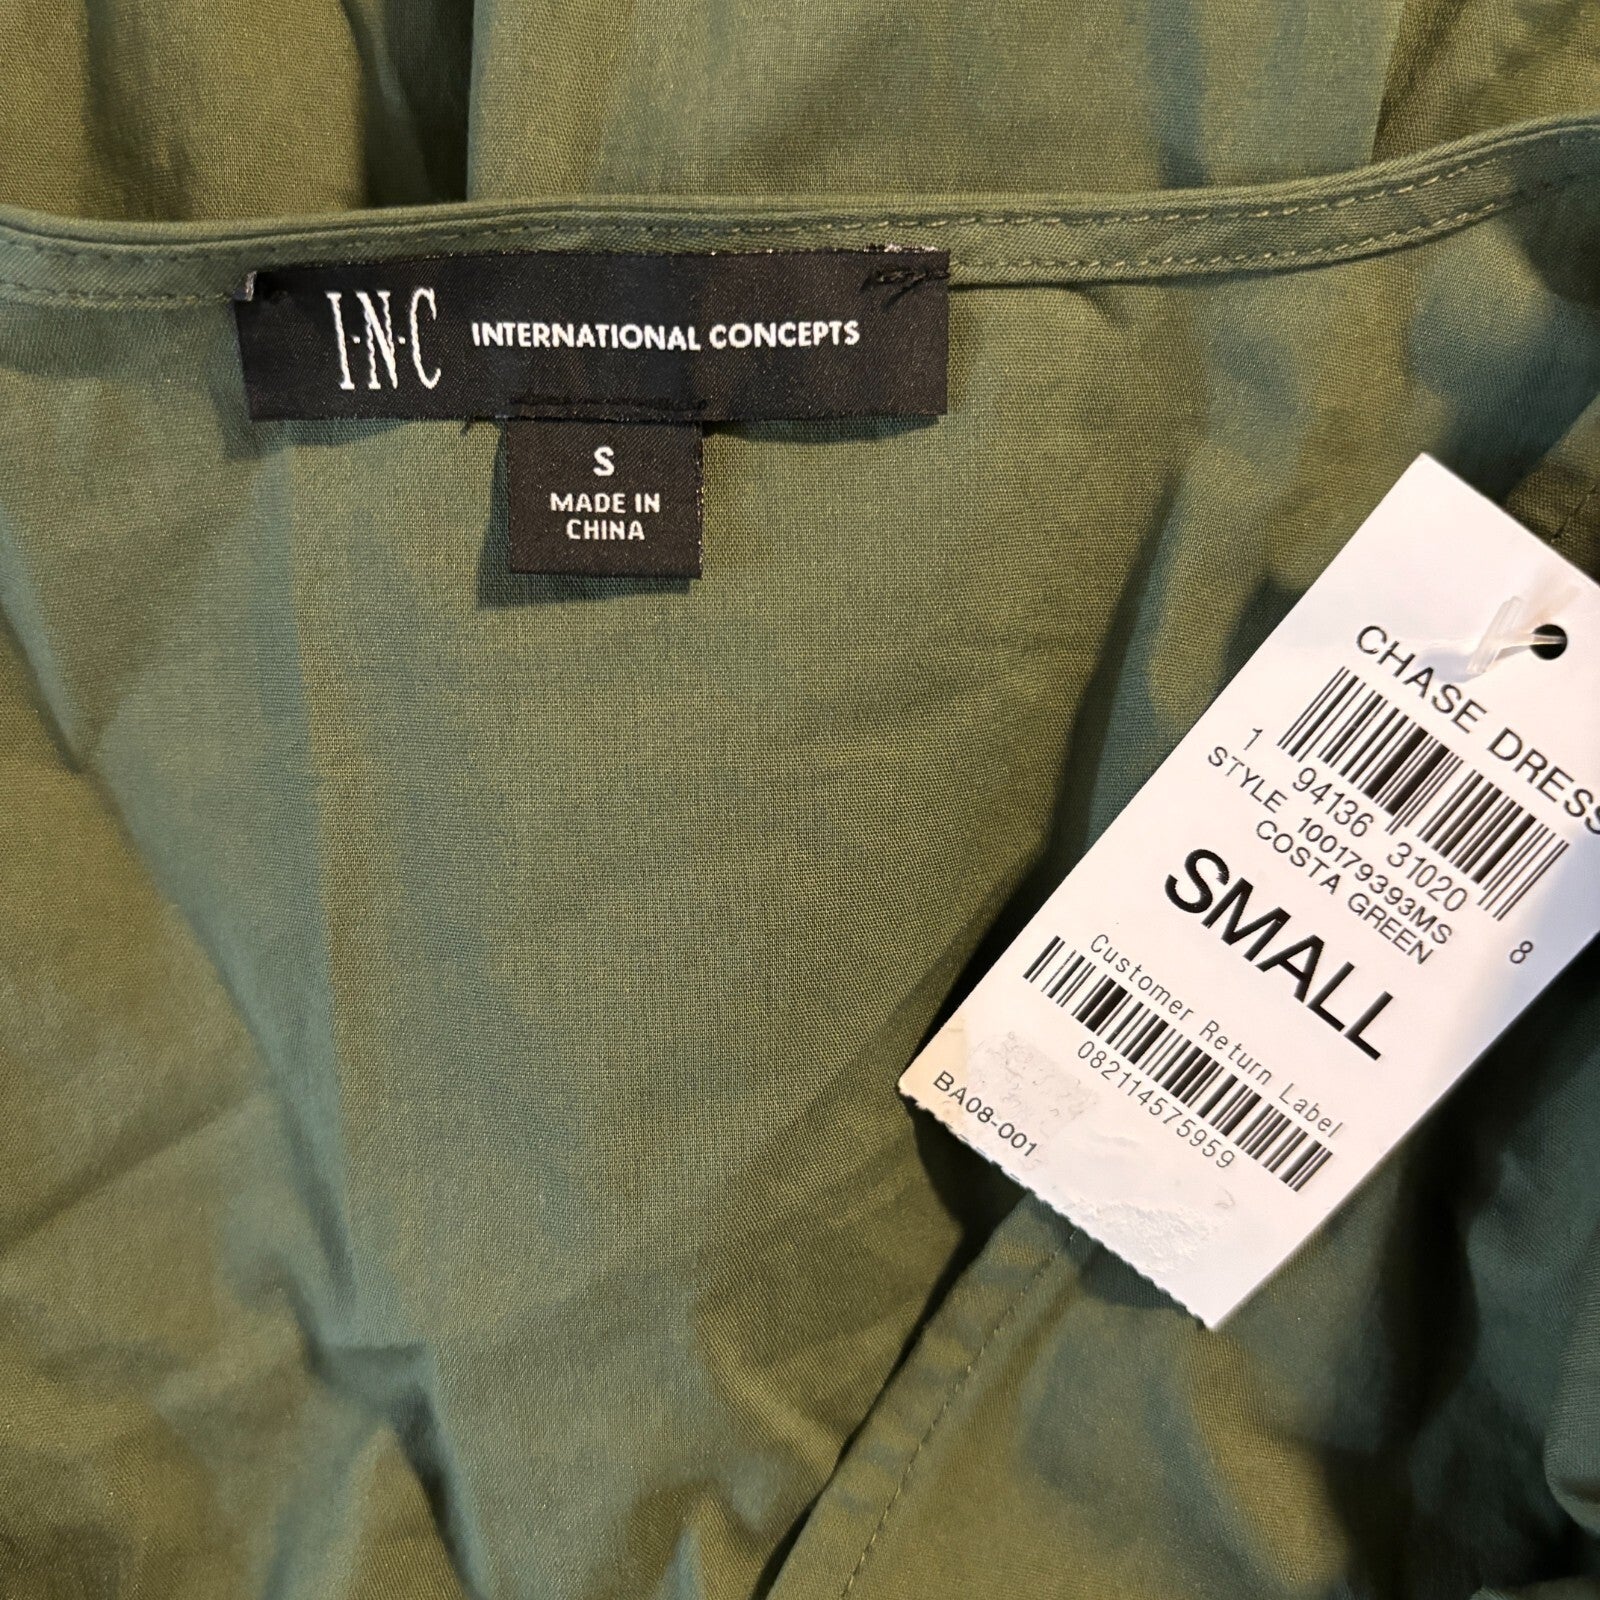 I·N·C INTERNATIONAL CONCEPTS
S
MADE IN
CHINA
CHASE DRESS
1 94136 31020 8
STYLE 100179393MS
COSTA GREEN
SMALL
Customer Return Label
082114575959
BA08-001